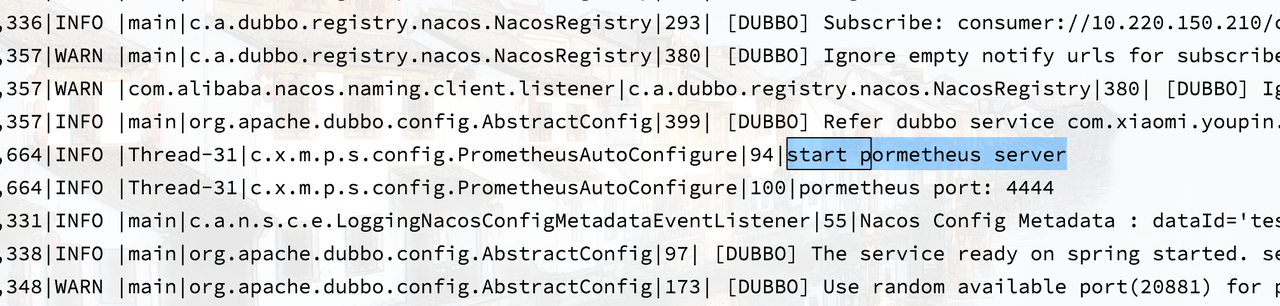 ,336|INFO |main|c.a.dubbo.registry.nacos.NacosRegistry|293| [DUBBO] Subscribe: consumer://10.220.150.210/
,357|WARN |main|c.a.dubbo.registry.nacos.NacosRegistry|380| [DUBBO] Ignore empty notify urls for subscribe
,357|WARN |com.alibaba.nacos.naming.client.listener|c.a.dubbo.registry.nacos.NacosRegistry|380| [DUBBO] Ig
,357|INFO |main|org.apache.dubbo.config.AbstractConfig|399| [DUBBO] Refer dubbo service com.xiaomi.youpin.
,664|INFO |Thread-31|c.x.m.p.s.config.PrometheusAutoConfigure|94|start pormetheus server
,664|INFO |Thread-31|c.x.m.p.s.config.PrometheusAutoConfigure|100|pormetheus port: 4444
,331|INFO |main|c.a.n.s.c.e.LoggingNacosConfigMetadataEventListener|55|Nacos Config Metadata : dataId='tes
,338|INFO |main|org.apache.dubbo.config.AbstractConfig|97| [DUBBO] The service ready on spring started. se
,348|WARN |main|org.apache.dubbo.config.AbstractConfig|173| [DUBBO] Use random available port(20881) for p